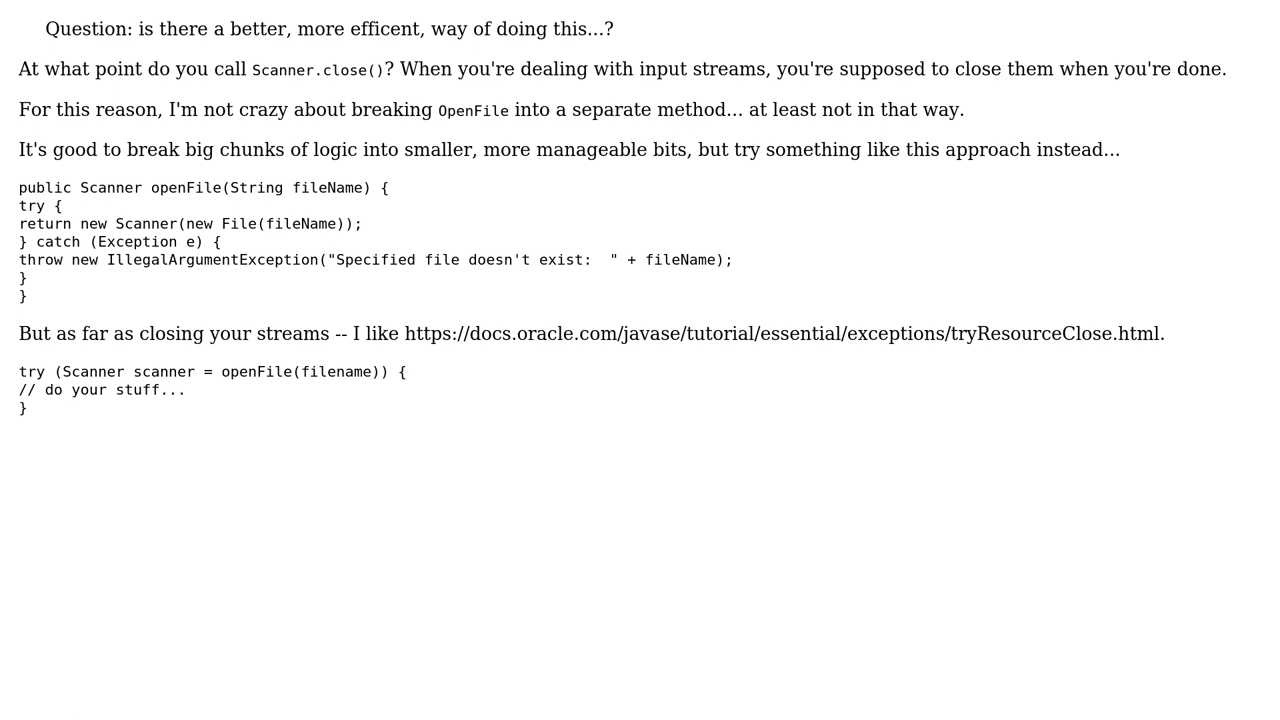 Question: is there a better, more efficent, way of doing this...?
At what point do you call Scanner.close()? When you're dealing with input streams, you're supposed to close them when you're done.
For this reason, I'm not crazy about breaking OpenFile into a separate method... at least not in that way.
It's good to break big chunks of logic into smaller, more manageable bits, but try something like this approach instead...
public Scanner openFile(String fileName) {
try {
return new Scanner(new File(fileName));
} catch (Exception e) {
throw new IllegalArgumentException("Specified file doesn't exist:  " + fileName);
}
}
But as far as closing your streams -- I like https://docs.oracle.com/javase/tutorial/essential/exceptions/tryResourceClose.html.
try (Scanner scanner = openFile(filename)) {
// do your stuff...
}